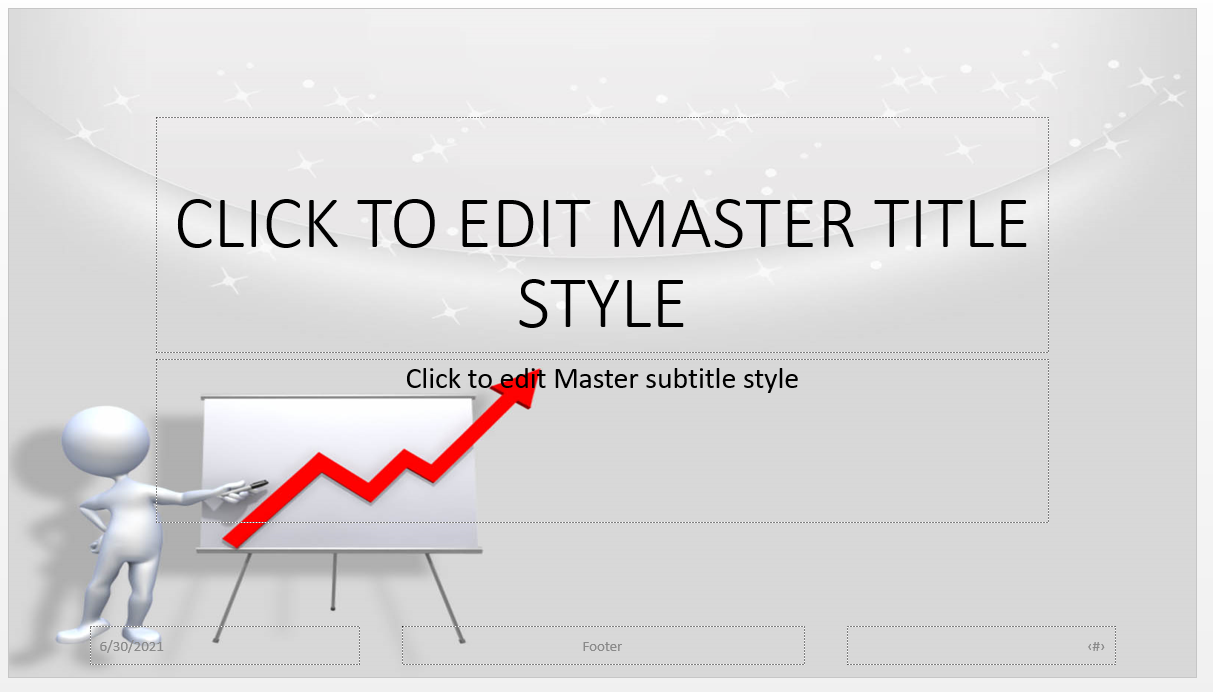 CLICK TO EDIT MASTER TITLE
STYLE
Click to edit Master subtitle style
6/30/2021
Footer
‹#›